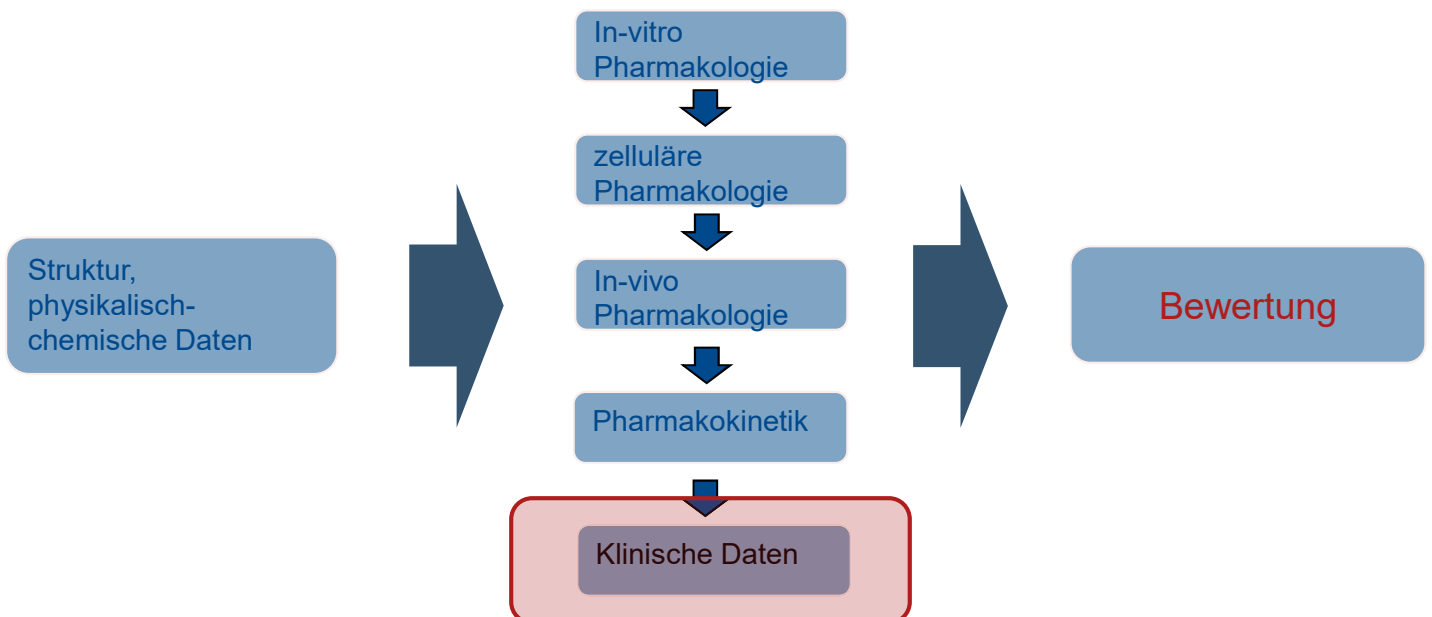 Struktur,
physikalisch-
chemische Daten
In-vitro
Pharmakologie
zelluläre
Pharmakologie
In-vivo
Pharmakologie
Pharmakokinetik
Klinische Daten
Bewertung